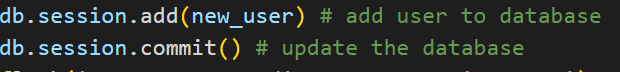 db.session.add(new_user) # add user to database
db.session.commit() # update the database